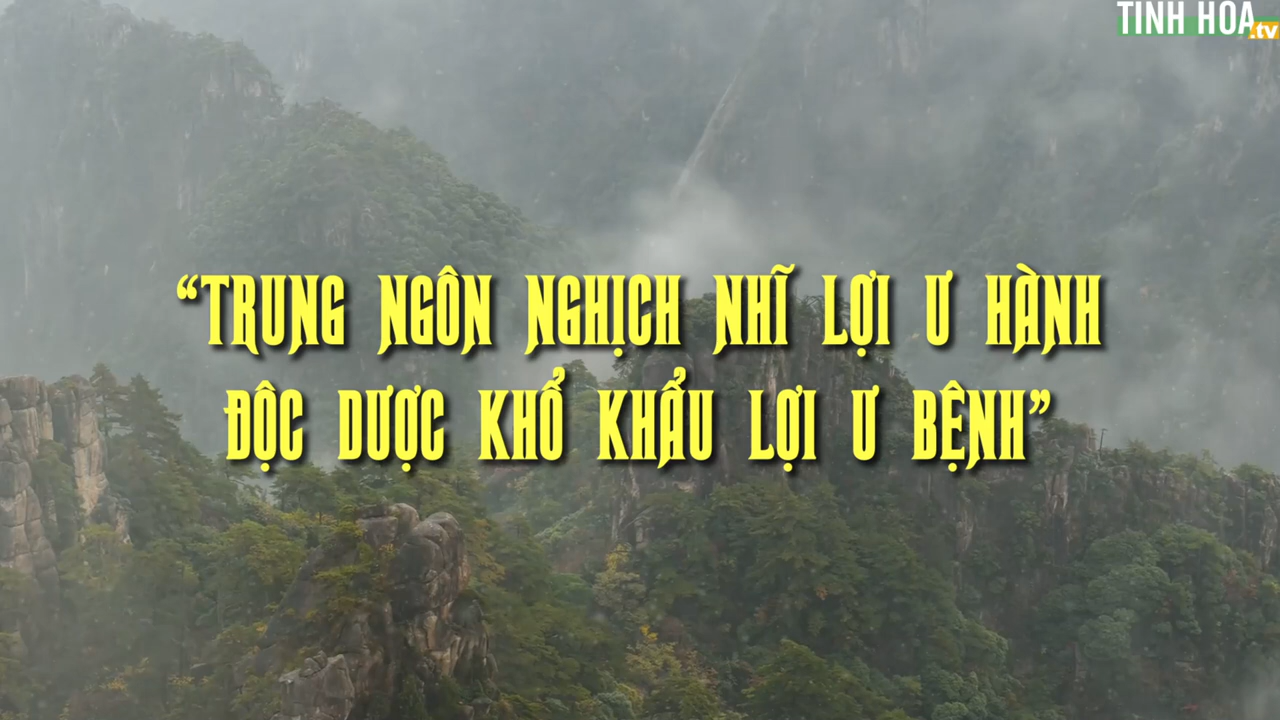 TINH HOA.tv
“TRUNG NGÔN NGHỊCH NHĨ LỢI Ư HÀNH
ĐỘC DƯỢC KHỔ KHẨU LỢI Ư BỆNH”